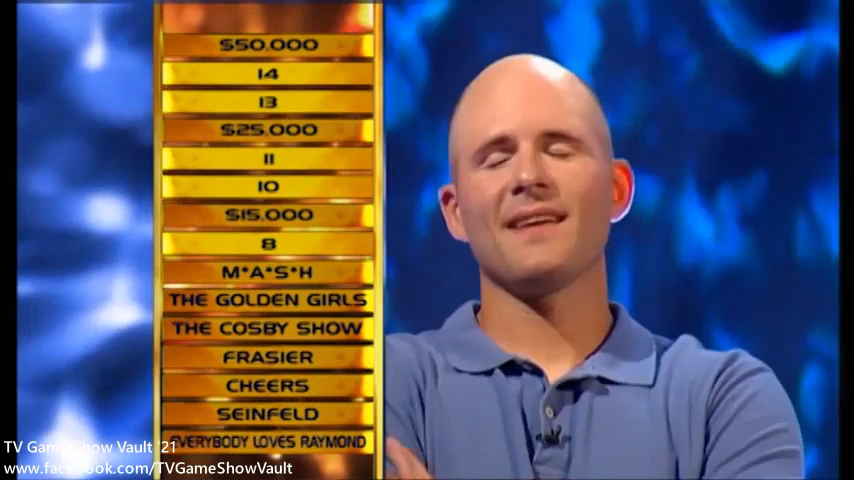 $50,000
14
13
$25,000
11
10
$15,000
8
M*A*S*H
THE GOLDEN GIRLS
THE COSBY SHOW
FRASIER
CHEERS
SEINFELD
EVERYBODY LOVES RAYMOND
TV Game Show Vault '21
www.facebook.com/TVGameShowVault